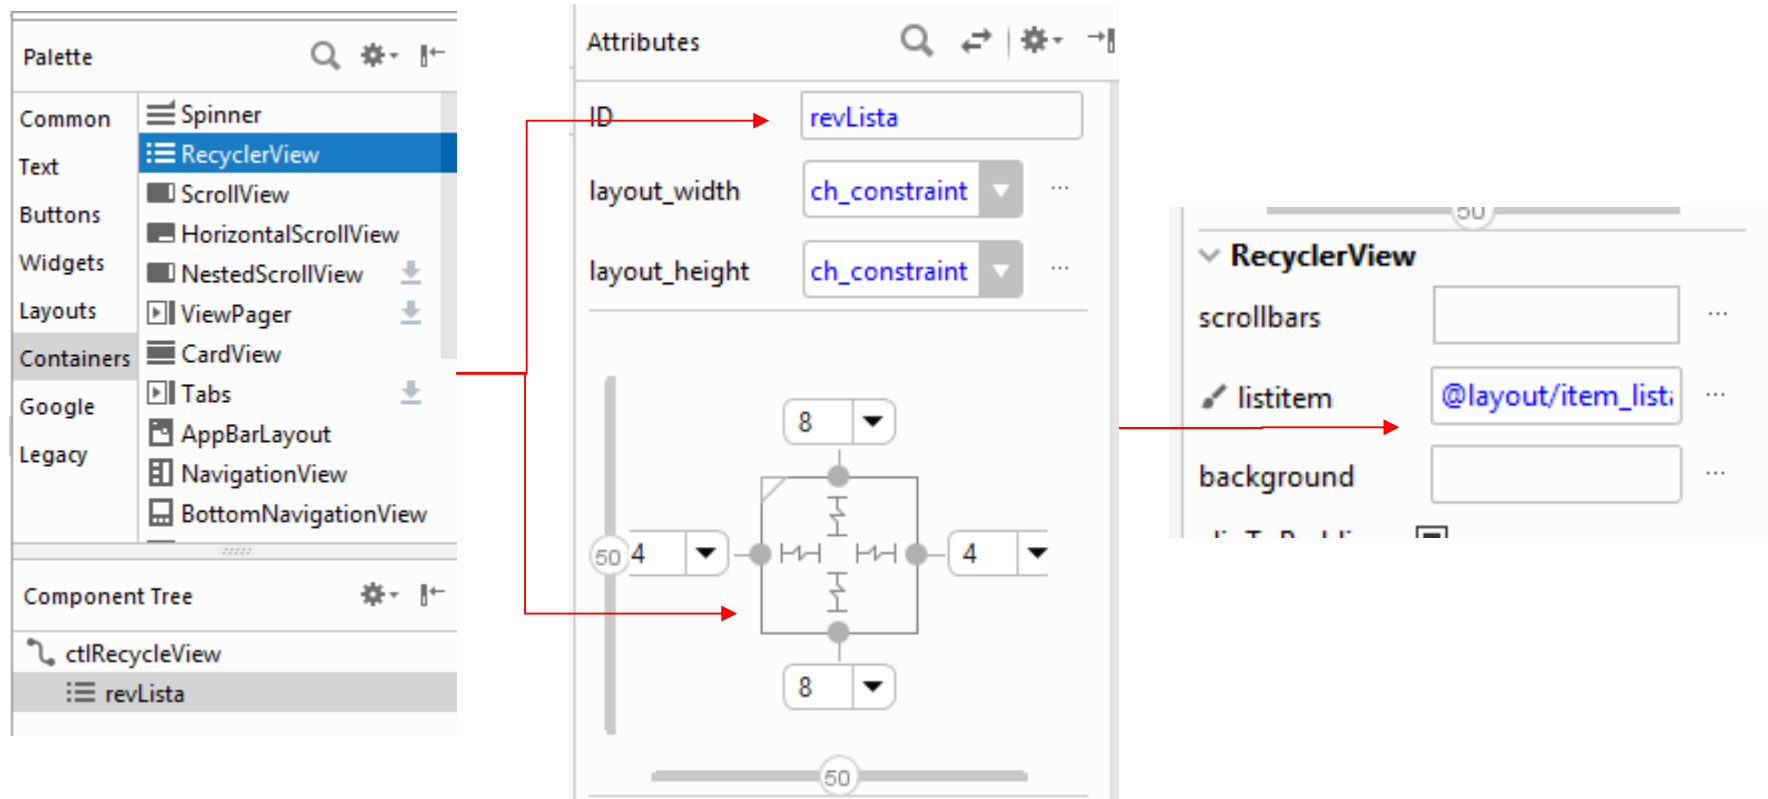 Palette
Common
Text
Buttons
Widgets
Layouts
Containers
Google
Legacy
Spinner
RecyclerView
ScrollView
HorizontalScrollView
NestedScrollView
ViewPager
CardView
Tabs
AppBarLayout
NavigationView
BottomNavigationView
Component Tree
ctlRecycleView
revLista
Attributes
ID revLista
layout_width ch_constraint ...
layout_height ch_constraint ...
8
50 4 4
8
50
50
RecyclerView
scrollbars ...
listitem @layout/item_list ...
background ...